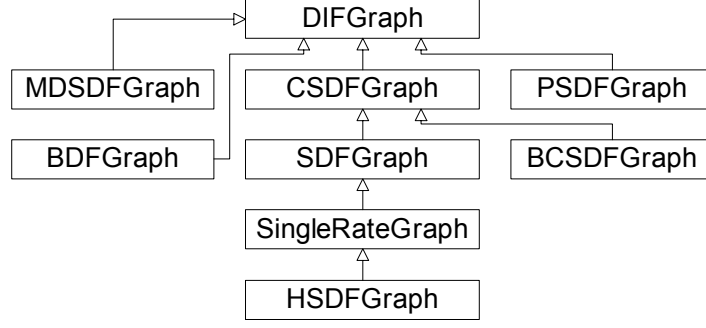 DIFGraph
MDSDFGraph
CSDFGraph
PSDFGraph
BDFGraph
SDFGraph
BCSDFGraph
SingleRateGraph
HSDFGraph